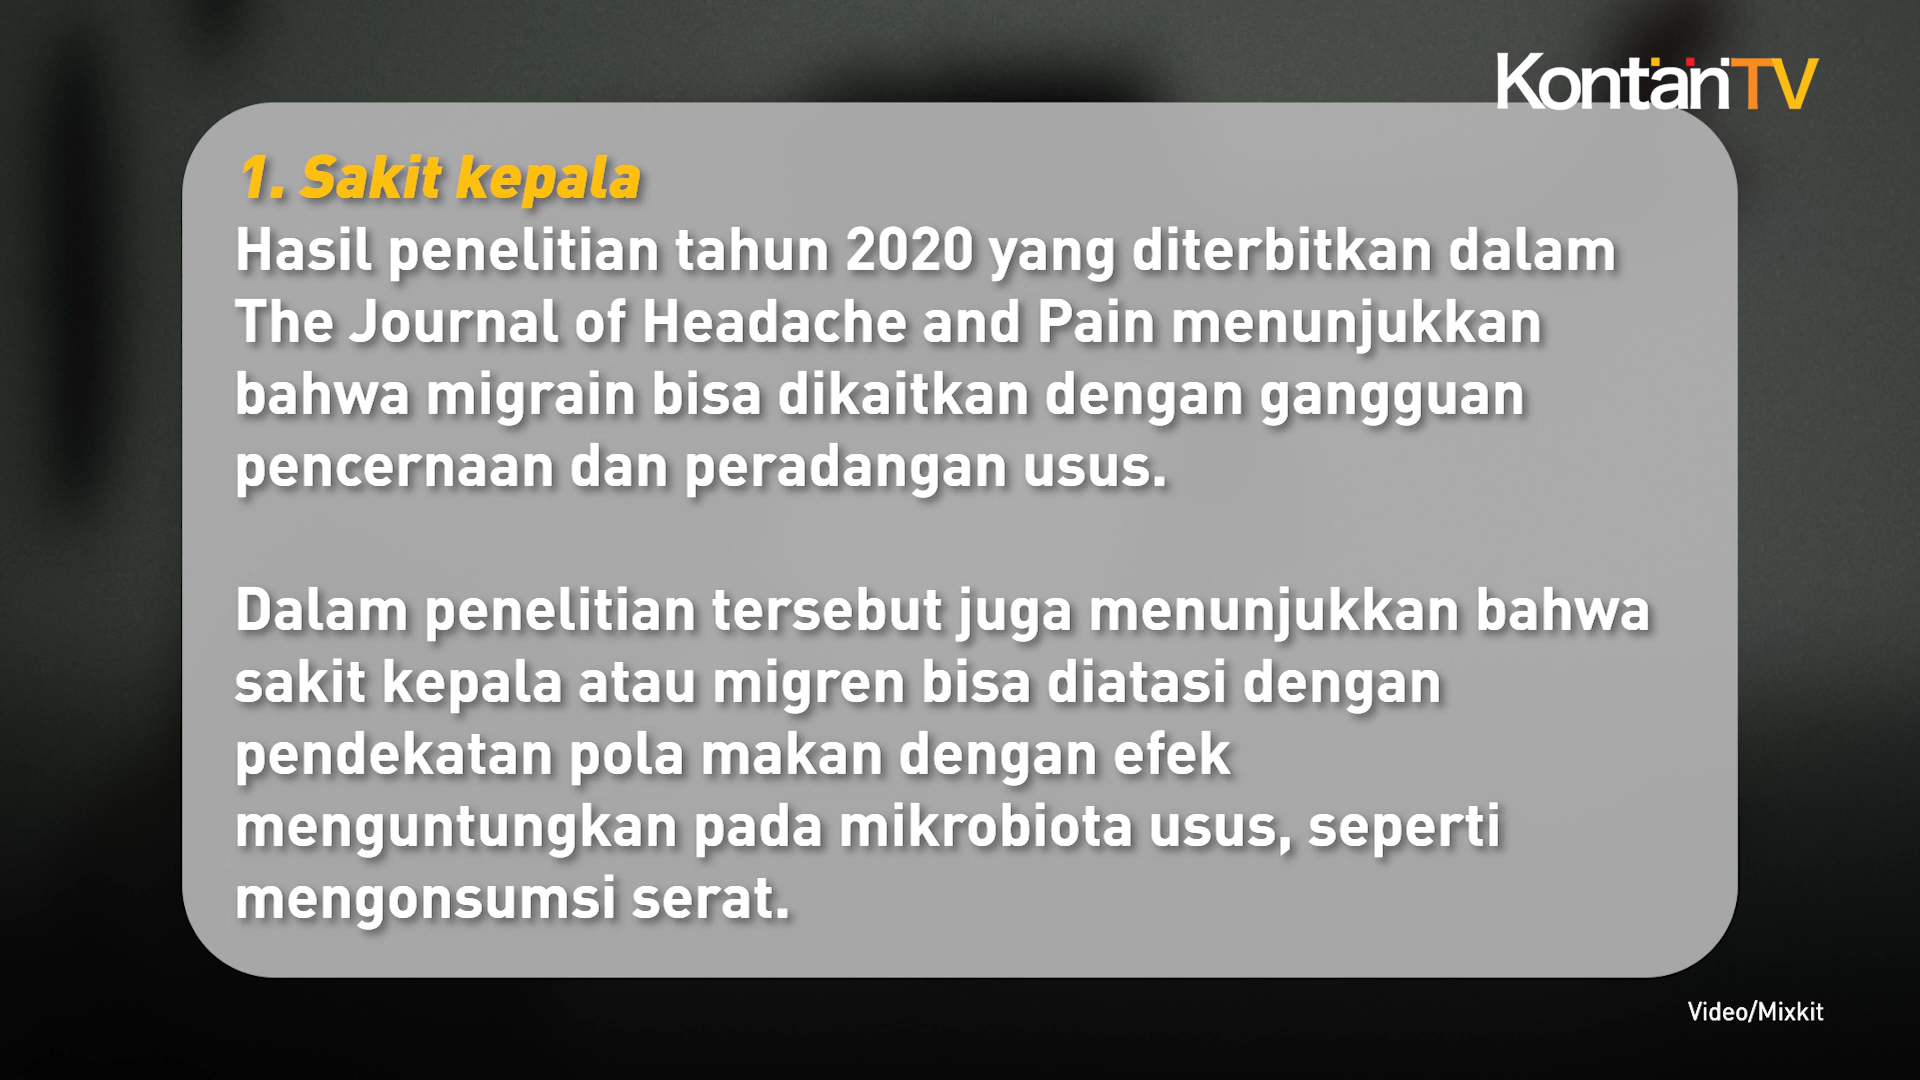 KontanTV
1. Sakit kepala
Hasil penelitian tahun 2020 yang diterbitkan dalam
The Journal of Headache and Pain menunjukkan
bahwa migrain bisa dikaitkan dengan gangguan
pencernaan dan peradangan usus.
Dalam penelitian tersebut juga menunjukkan bahwa
sakit kepala atau migren bisa diatasi dengan
pendekatan pola makan dengan efek
menguntungkan pada mikrobiota usus, seperti
mengonsumsi serat.
Video/Mixkit